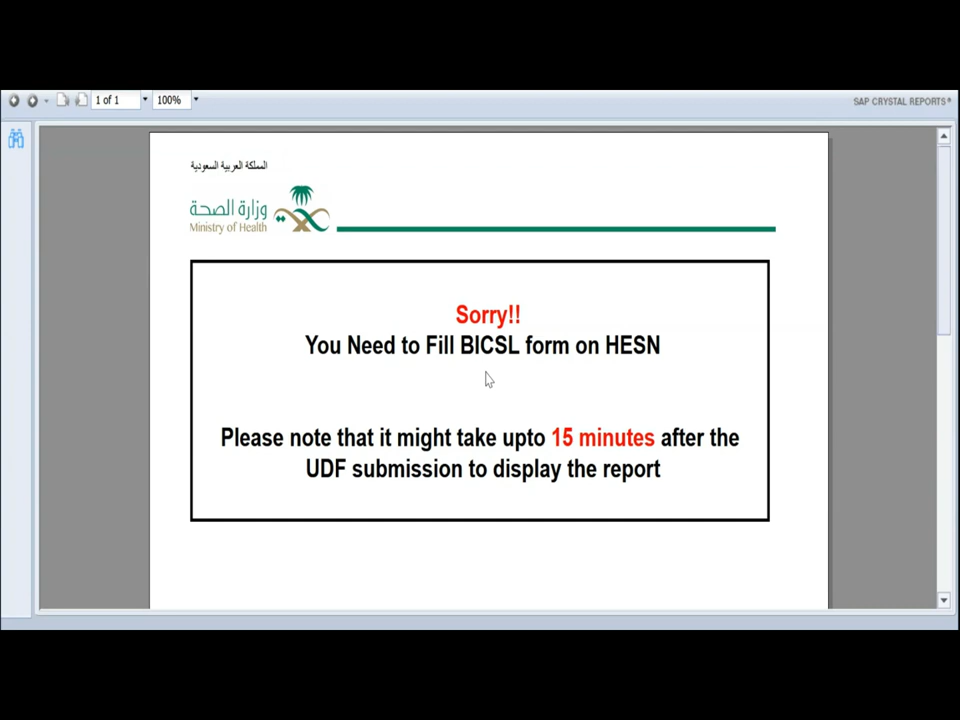 1 of 1
100%
SAP CRYSTAL REPORTS®
المملكة العربية السعودية
وزارة الصحة
Ministry of Health
Sorry!!
You Need to Fill BICSL form on HESN
Please note that it might take upto 15 minutes after the
UDF submission to display the report